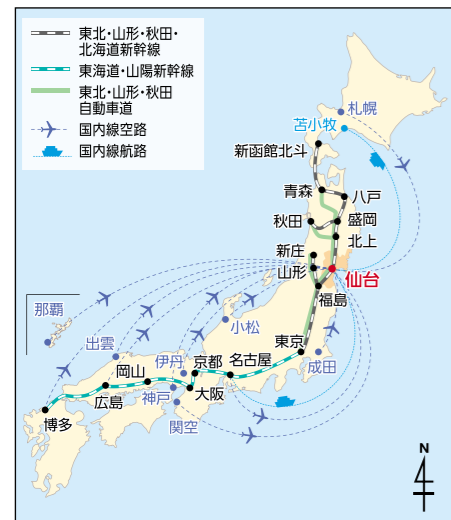 東北・山形・秋田・
北海道新幹線
東海道・山陽新幹線
東北・山形・秋田
自動車道
国内線空路
国内線航路
札幌
苫小牧
新函館北斗
青森
八戸
秋田
盛岡
北上
新庄
山形
仙台
福島
那覇
小松
出雲
東京
成田
伊丹
京都
名古屋
岡山
広島
神戸
大阪
博多
関空
N